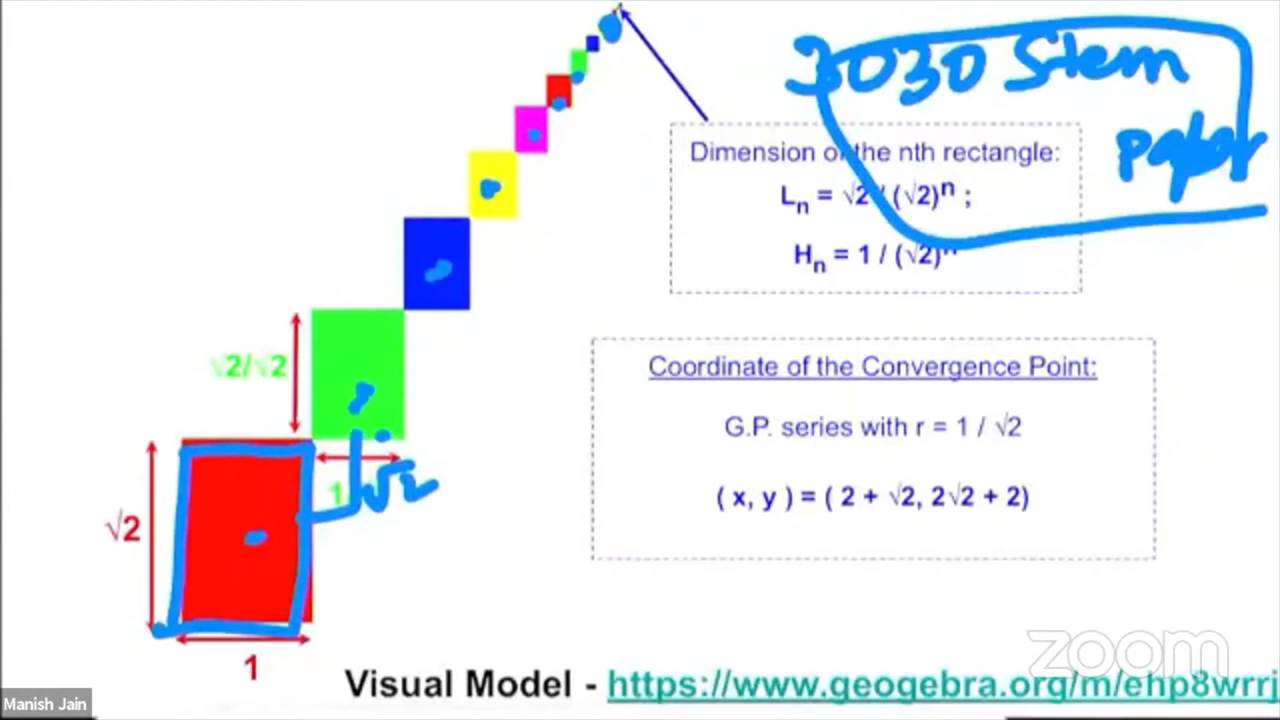 3030 Stem
paper
Dimension of the nth rectangle:
Lₙ = √2 / (√2)ⁿ ;
Hₙ = 1 / (√2)ⁿ
√2/√2
1
√2
√2
1
Coordinate of the Convergence Point:
G.P. series with r = 1 / √2
( x, y ) = ( 2 + √2, 2√2 + 2)
zoom
Visual Model - https://www.geogebra.org/m/ehp8wrrj
Manish Jain